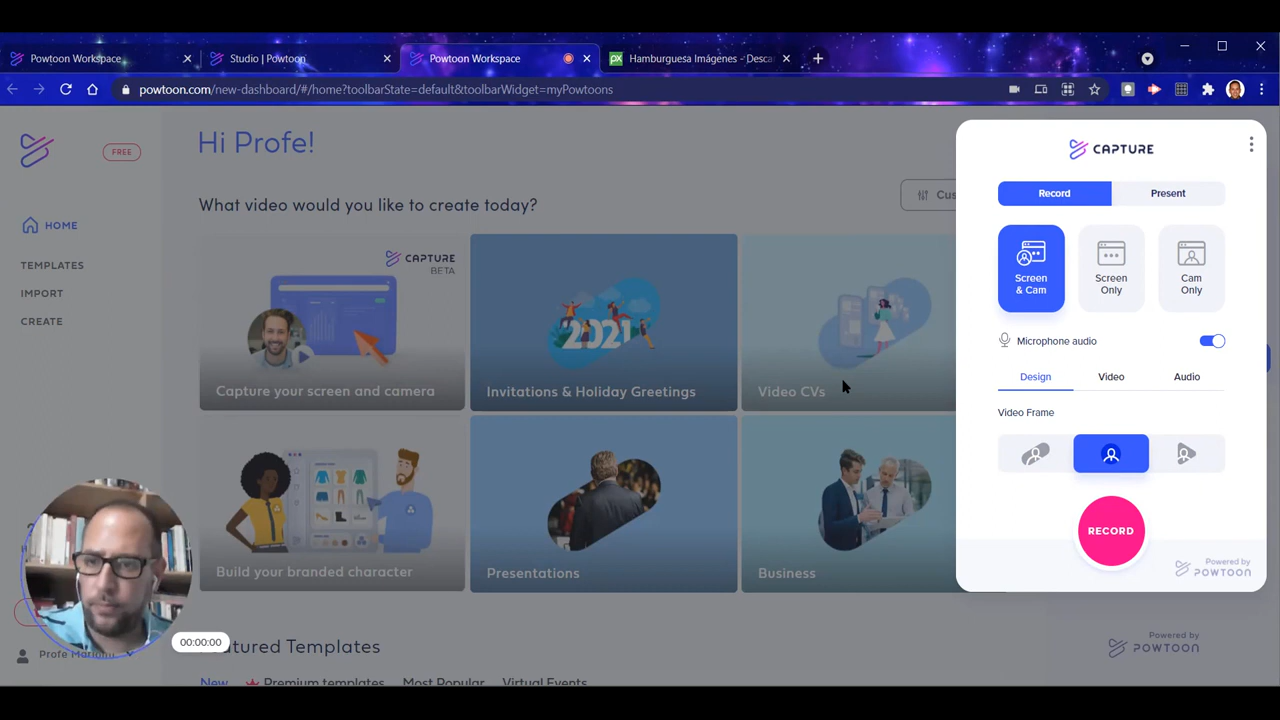 Powtoon Workspace
Studio | Powtoon
Powtoon Workspace
Hamburguesa Imágenes · Desca
powtoon.com/new-dashboard/#/home?toolbarState=default&toolbarWidget=myPowtoons
FREE
HOME
TEMPLATES
IMPORT
CREATE
Hi Profe!
What video would you like to create today?
Cus
CAPTURE
BETA
Capture your screen and camera
2021
Invitations & Holiday Greetings
Video CVs
Build your branded character
Presentations
Business
00:00:00
Featured Templates
New
Premium templates
Most Popular
Virtual Events
CAPTURE
Record
Present
Screen
& Cam
Screen
Only
Cam
Only
Microphone audio
Design
Video
Audio
Video Frame
RECORD
Powered by
POWTOON
Powered by
POWTOON